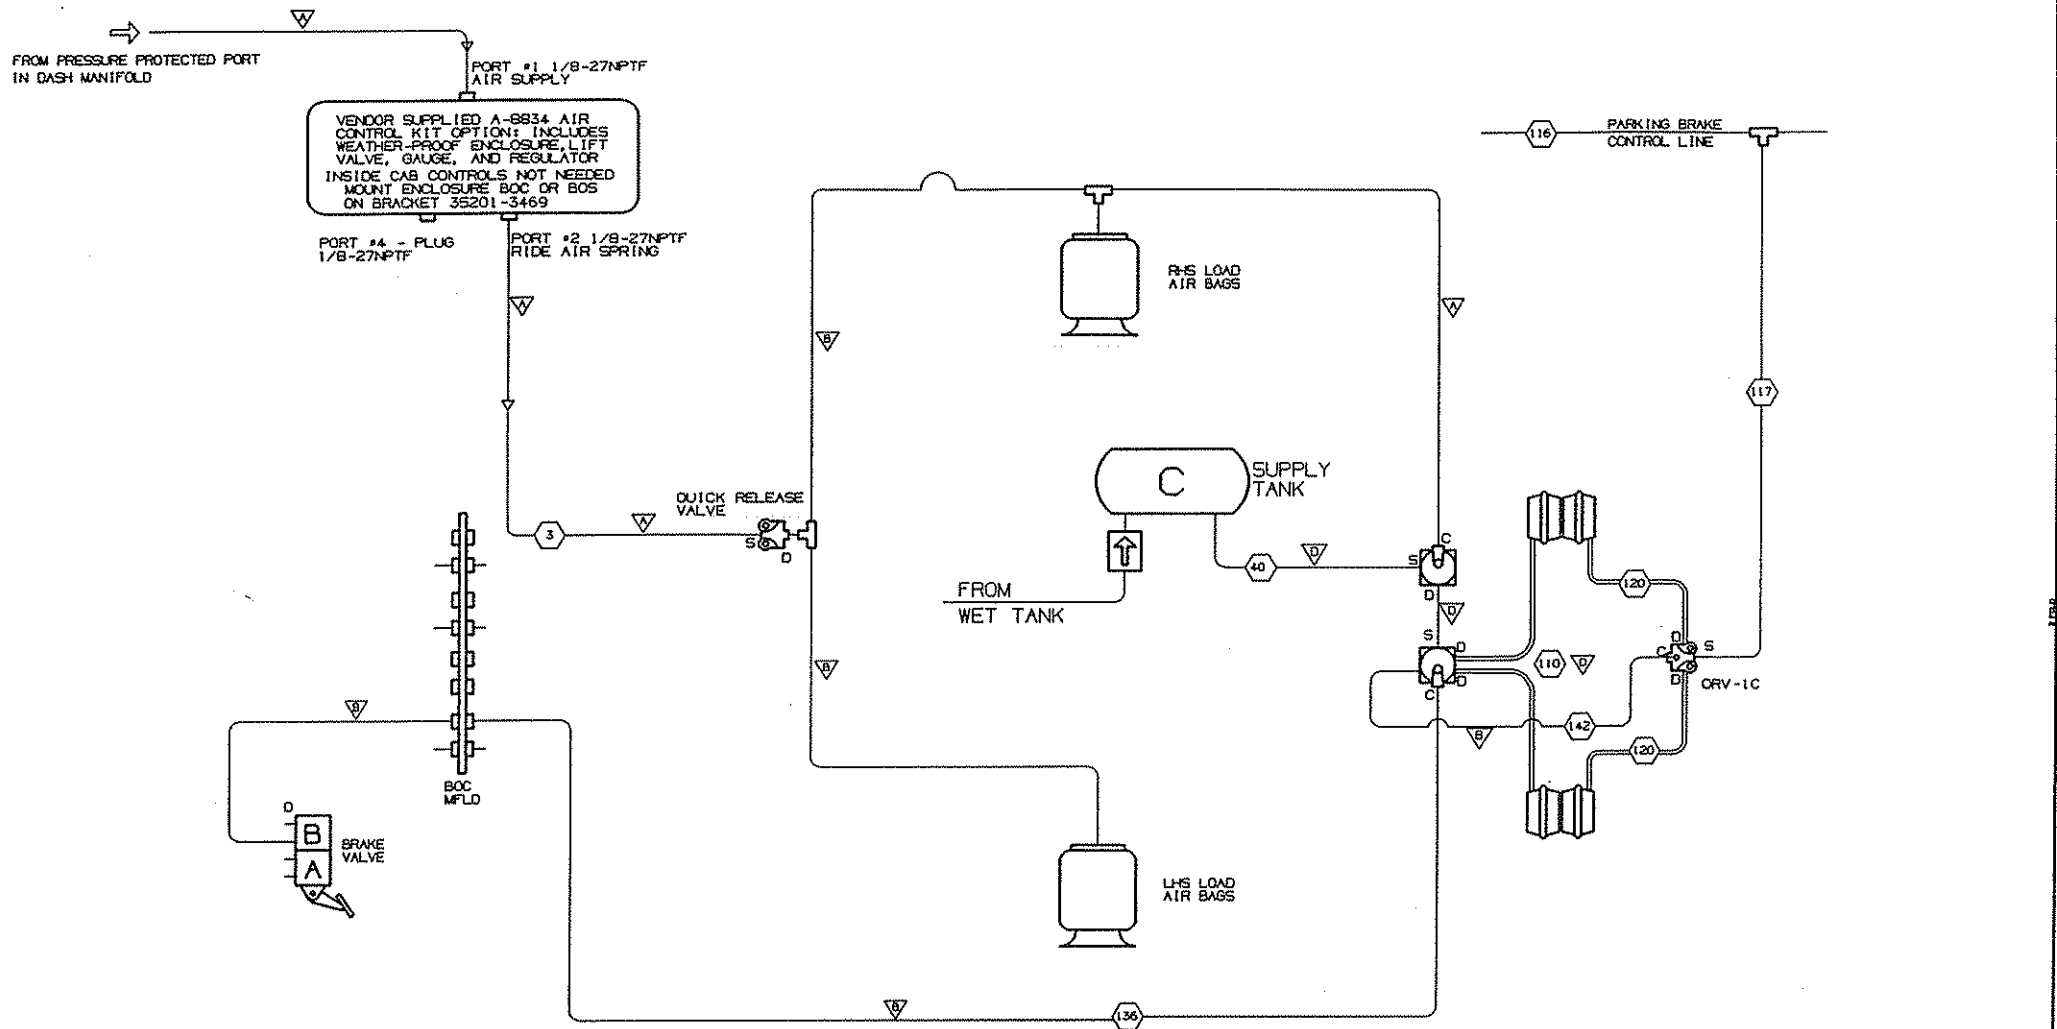 A
FROM PRESSURE PROTECTED PORT
IN DASH MANIFOLD
PORT #1 1/8-27NPTF
AIR SUPPLY
VENDOR SUPPLIED A-8834 AIR
CONTROL KIT OPTION: INCLUDES
WEATHER-PROOF ENCLOSURE, LIFT
VALVE, GAUGE, AND REGULATOR
INSIDE CAB CONTROLS NOT NEEDED
MOUNT ENCLOSURE BOC OR BOS
ON BRACKET 35201-3469
PORT #4 - PLUG
1/8-27NPTF
PORT #2 1/8-27NPTF
RIDE AIR SPRING
A
116
PARKING BRAKE
CONTROL LINE
RHS LOAD
AIR BAGS
A
B
117
C
SUPPLY
TANK
QUICK RELEASE
VALVE
3
A
S
D
FROM
WET TANK
40
D
S
C
D
D
120
S
D
D
C
110
D
D
S
C
D
QRV-1C
142
B
120
B
B
BOC
MFLD
D
B
A
BRAKE
VALVE
LHS LOAD
AIR BAGS
B
136